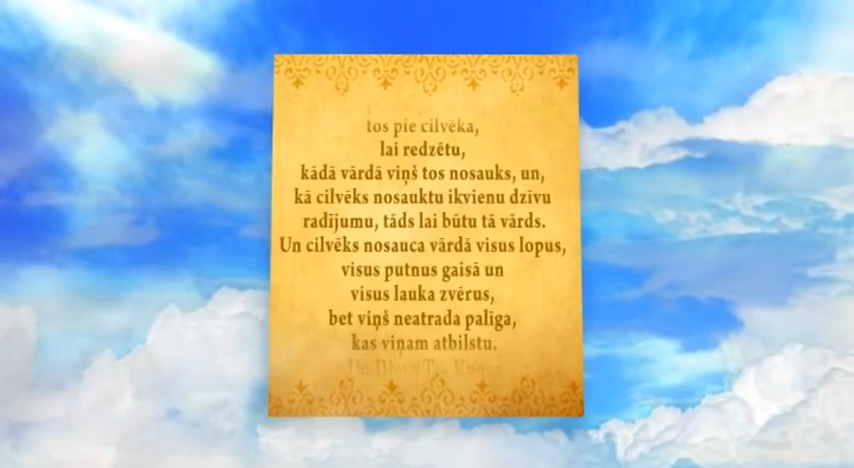 tos pie cilvēka,
lai redzētu,
kādā vārdā viņš tos nosauks, un,
kā cilvēks nosauktu ikvienu dzīvu
radījumu, tāds lai būtu tā vārds.
Un cilvēks nosauca vārdā visus lopus,
visus putnus gaisā un
visus lauka zvērus,
bet viņš neatrada palīga,
kas viņam atbilstu.